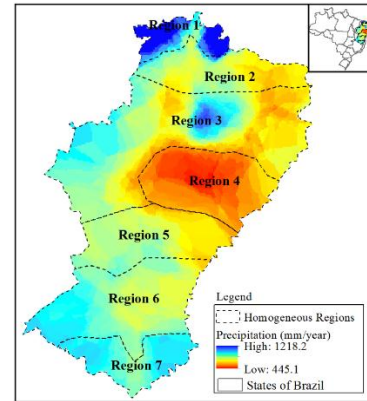 Region 1
Region 2
Region 3
Region 4
Region 5
Region 6
Region 7
Legend
Homogeneous Regions
Precipitation (mm/year)
High: 1218.2
Low: 445.1
States of Brazil